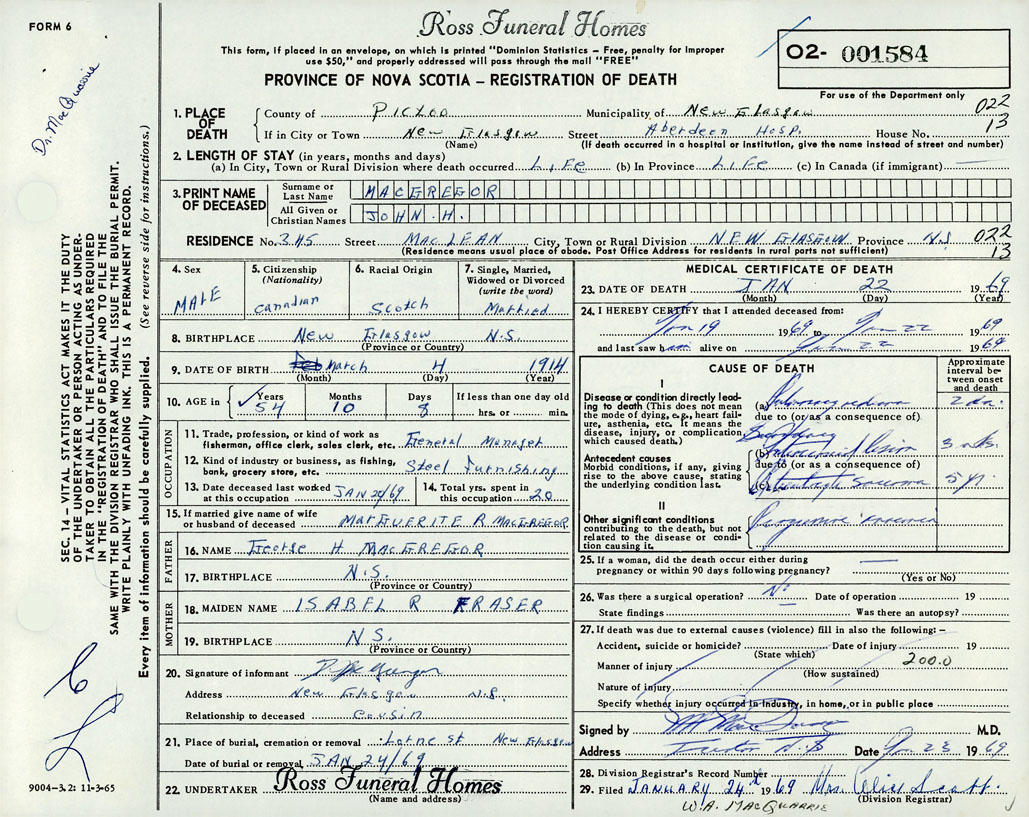 FORM 6
Ross Funeral Homes
This form, if placed in an envelope, on which is printed "Dominion Statistics – Free, penalty for improper
use $50," and properly addressed will pass through the mail "FREE"
PROVINCE OF NOVA SCOTIA – REGISTRATION OF DEATH
02- 001584
For use of the Department only
022
13
Dr. MacQuarrie
SEC. 14 – VITAL STATISTICS ACT MAKES IT THE DUTY
OF THE UNDERTAKER OR PERSON ACTING AS UNDER-
TAKER TO OBTAIN ALL THE PARTICULARS REQUIRED
IN THE "REGISTRATION OF DEATH" AND TO FILE THE
SAME WITH THE DIVISION REGISTRAR WHO SHALL ISSUE THE BURIAL PERMIT.
WRITE PLAINLY WITH UNFADING INK. THIS IS A PERMANENT RECORD.
Every item of information should be carefully supplied. (See reverse side for instructions.)
1. PLACE OF DEATH
County of PICTOU Municipality of New Glasgow
If in City or Town New Glasgow Street Aberdeen Hosp. House No.
(Name) (If death occurred in a hospital or institution, give the name instead of street and number)
2. LENGTH OF STAY (in years, months and days)
(a) In City, Town or Rural Division where death occurred LIFE (b) In Province LIFE (c) In Canada (if immigrant) —
3. PRINT NAME OF DECEASED
Surname or Last Name MACGREGOR
All Given or Christian Names JOHN H.
RESIDENCE No. 345 Street MACLEAN City, Town or Rural Division NEW GLASGOW Province N.S. 022
(Residence means usual place of abode. Post Office Address for residents in rural parts not sufficient) 13
4. Sex MALE
5. Citizenship (Nationality) Canadian
6. Racial Origin Scotch
7. Single, Married, Widowed or Divorced (write the word) Married
8. BIRTHPLACE New Glasgow N.S.
(Province or Country)
9. DATE OF BIRTH Feb March 4 1914
(Month) (Day) (Year)
10. AGE in Years 54 Months 10 Days 8 If less than one day old
hrs. or min.
OCCUPATION
11. Trade, profession, or kind of work as fisherman, office clerk, sales clerk, etc. General Manager
12. Kind of industry or business, as fishing, bank, grocery store, etc. Steel Furnishing
13. Date deceased last worked at this occupation JAN 20/69 14. Total yrs. spent in this occupation 20
15. If married give name of wife or husband of deceased MARGUERITE R MACGREGOR
FATHER
16. NAME George H MACGREGOR
17. BIRTHPLACE N.S.
(Province or Country)
MOTHER
18. MAIDEN NAME ISABEL R FRASER
19. BIRTHPLACE N.S.
(Province or Country)
20. Signature of informant
Address New Glasgow N.S.
Relationship to deceased Cousin
21. Place of burial, cremation or removal Lorne St New Glasgow
Date of burial or removal JAN 24/69
22. UNDERTAKER Ross Funeral Homes
(Name and address)
9004-3.2: 11-3-65
MEDICAL CERTIFICATE OF DEATH
23. DATE OF DEATH JAN 22 1969
(Month) (Day) (Year)
24. I HEREBY CERTIFY that I attended deceased from:
Jan 19 1969 to Jan 22 1969
and last saw him alive on Jan 22 1969
CAUSE OF DEATH
Approximate interval between onset and death
I
Disease or condition directly leading to death (This does not mean the mode of dying, e.g., heart failure, asthenia, etc. It means the disease, injury, or complication which caused death.)
(a) Pulmonary edema 2 da.
due to (or as a consequence of)
Antecedent causes
Morbid conditions, if any, giving rise to the above cause, stating the underlying condition last.
(b)
due to (or as a consequence of)
(c) Sarcoma 5 yr.
II
Other significant conditions contributing to the death, but not related to the disease or condition causing it.
25. If a woman, did the death occur either during pregnancy or within 90 days following pregnancy? —
(Yes or No)
26. Was there a surgical operation? No Date of operation 19
State findings Was there an autopsy?
27. If death was due to external causes (violence) fill in also the following: –
Accident, suicide or homicide? Date of injury 19
(State which)
Manner of injury 200.0
(How sustained)
Nature of injury
Specify whether injury occurred in Industry, in home, or in public place
Signed by M.D.
Address N.S. Date Jan 23 1969
28. Division Registrar's Record Number
29. Filed JANUARY 24th 1969 Mrs. Scott
(Division Registrar)
W.A. MACQUARRIE